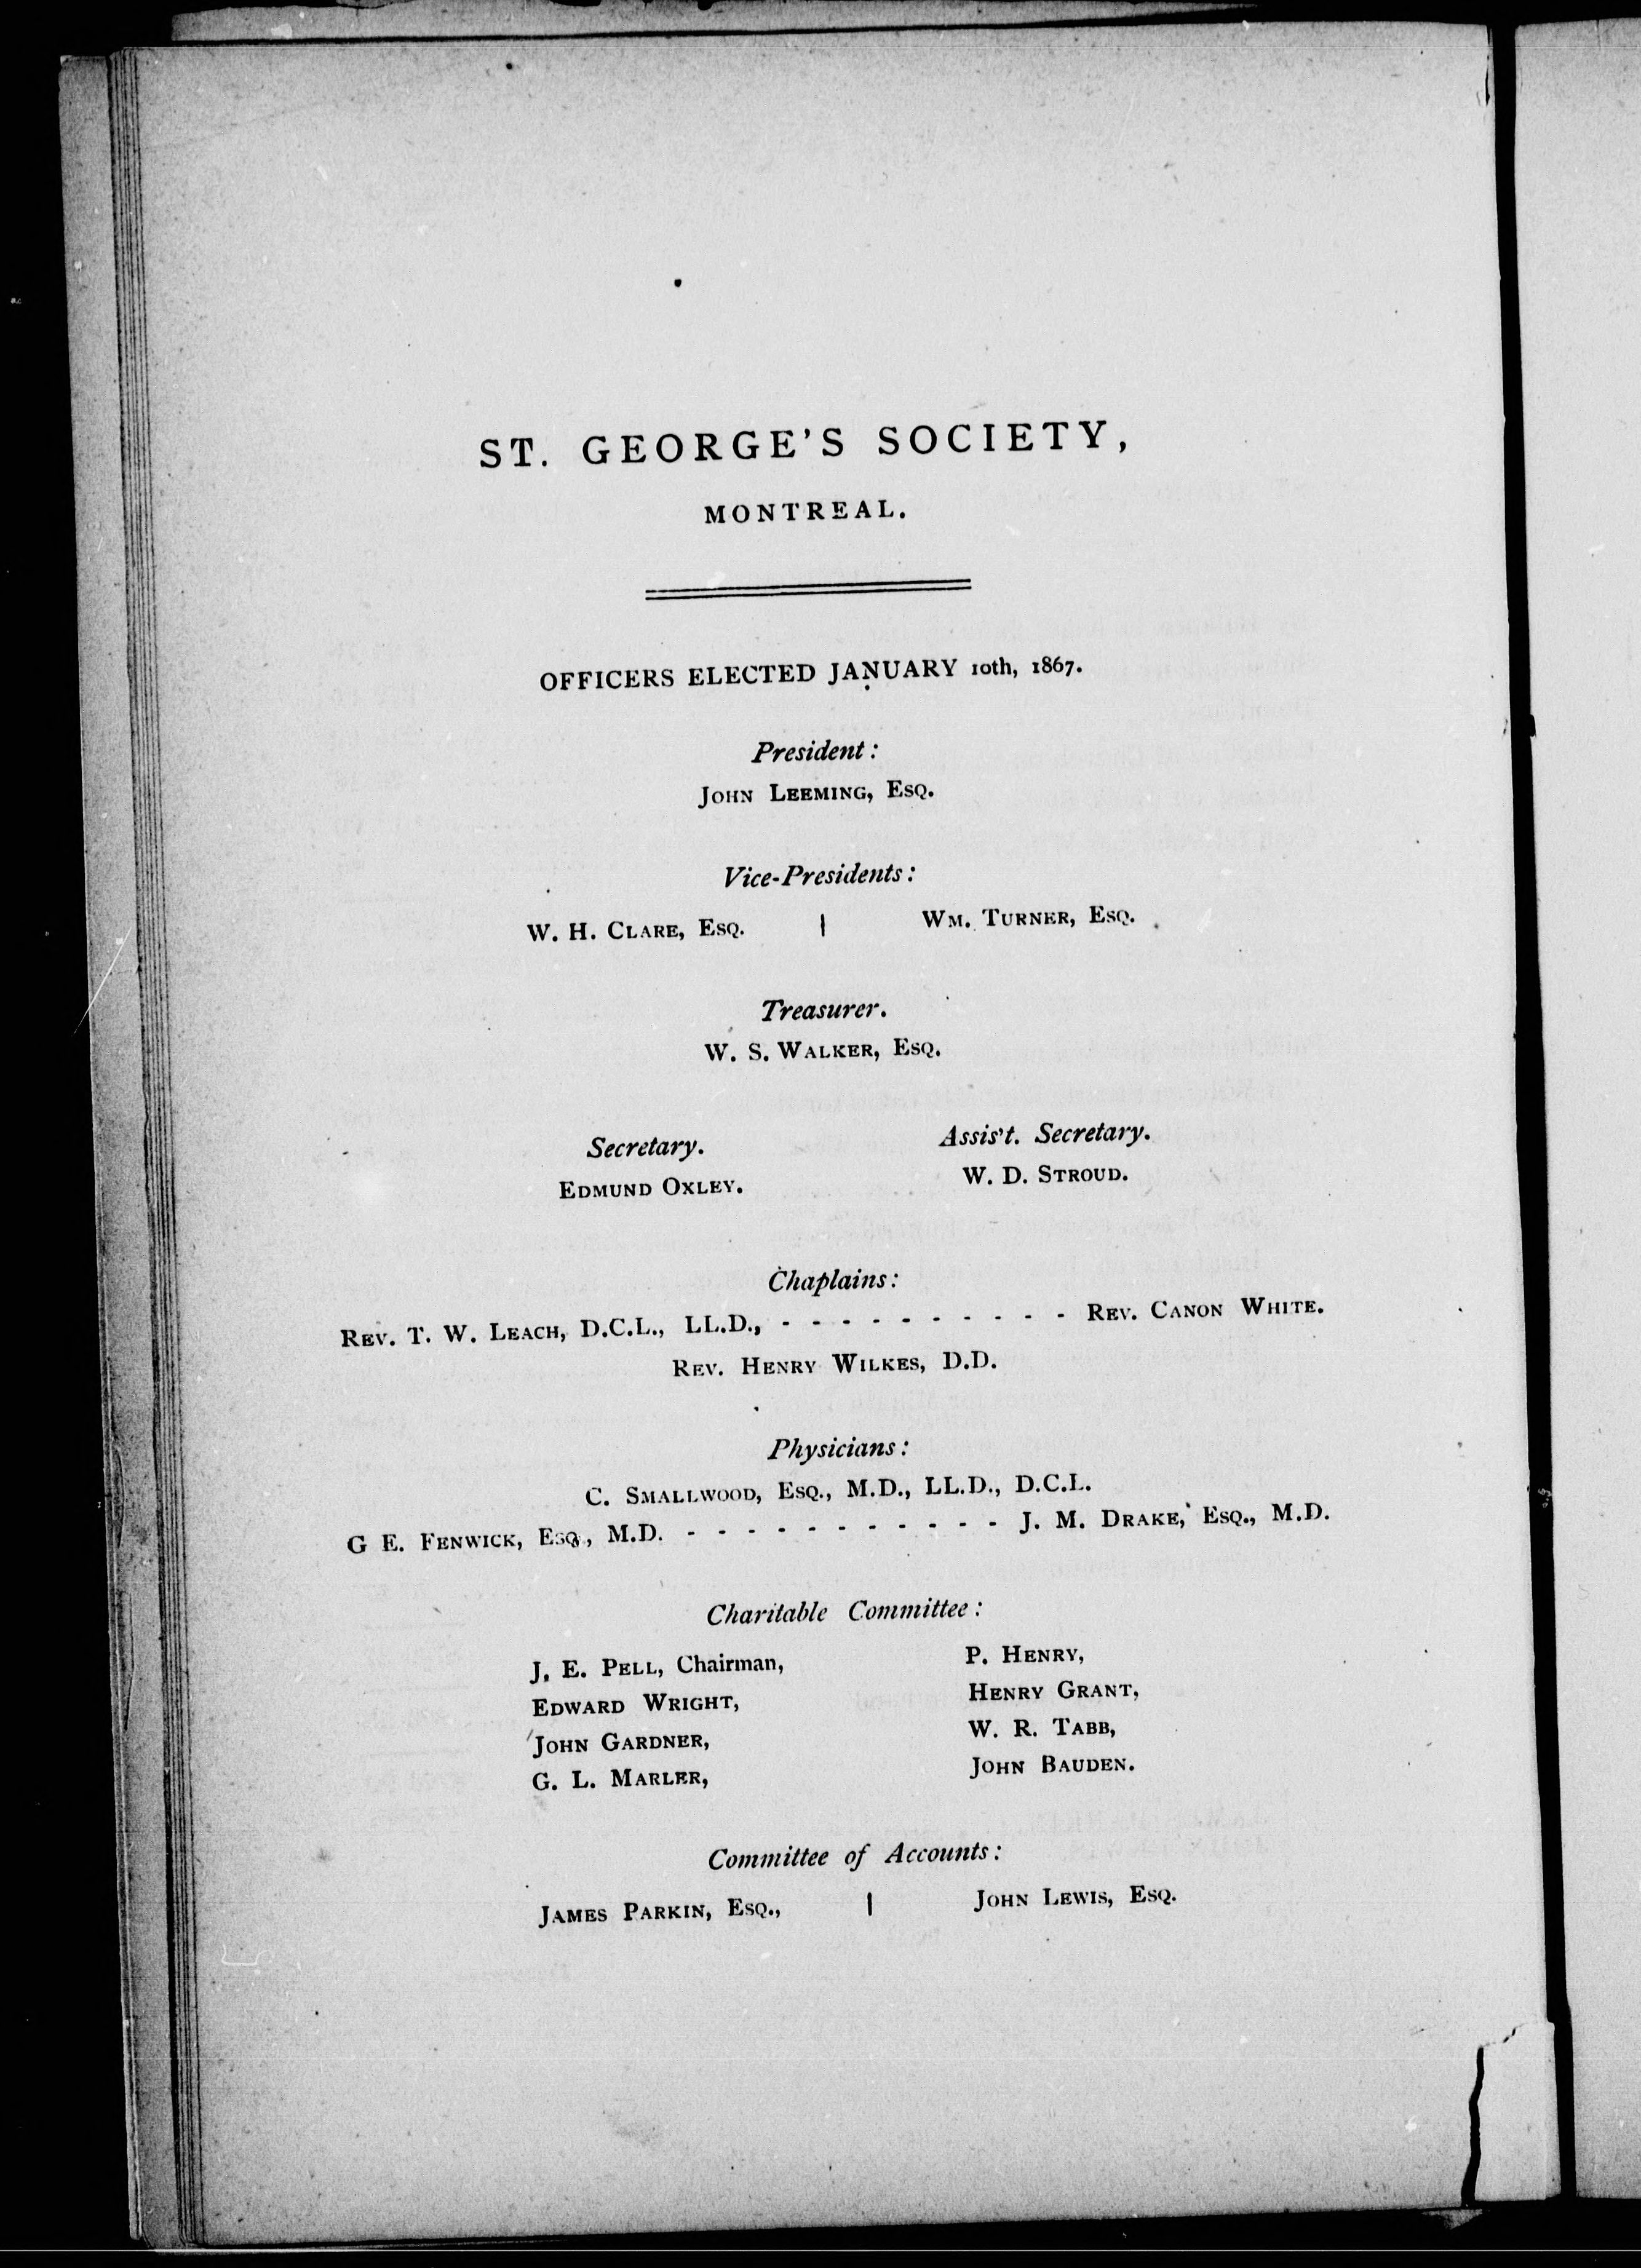 ST. GEORGE'S SOCIETY,
MONTREAL.
OFFICERS ELECTED JANUARY 10th, 1867.
President:
JOHN LEEMING, ESQ.
Vice-Presidents:
W. H. CLARE, ESQ. | WM. TURNER, ESQ.
Treasurer.
W. S. WALKER, ESQ.
Secretary. Assis't. Secretary.
EDMUND OXLEY. W. D. STROUD.
Chaplains:
REV. T. W. LEACH, D.C.L., LL.D., - - - - - - - - - - REV. CANON WHITE.
REV. HENRY WILKES, D.D.
Physicians:
C. SMALLWOOD, ESQ., M.D., LL.D., D.C.L.
G E. FENWICK, ESQ., M.D. - - - - - - - - - - - J. M. DRAKE, ESQ., M.D.
Charitable Committee:
J. E. PELL, Chairman, P. HENRY,
EDWARD WRIGHT, HENRY GRANT,
JOHN GARDNER, W. R. TABB,
G. L. MARLER, JOHN BAUDEN.
Committee of Accounts:
JAMES PARKIN, ESQ., | JOHN LEWIS, ESQ.